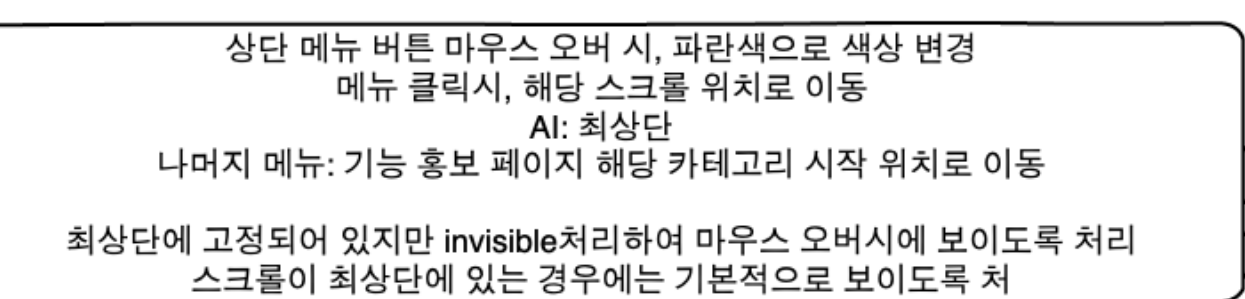 상단 메뉴 버튼 마우스 오버 시, 파란색으로 색상 변경
메뉴 클릭시, 해당 스크롤 위치로 이동
AI: 최상단
나머지 메뉴: 기능 홍보 페이지 해당 카테고리 시작 위치로 이동
최상단에 고정되어 있지만 invisible처리하여 마우스 오버시에 보이도록 처리
스크롤이 최상단에 있는 경우에는 기본적으로 보이도록 처